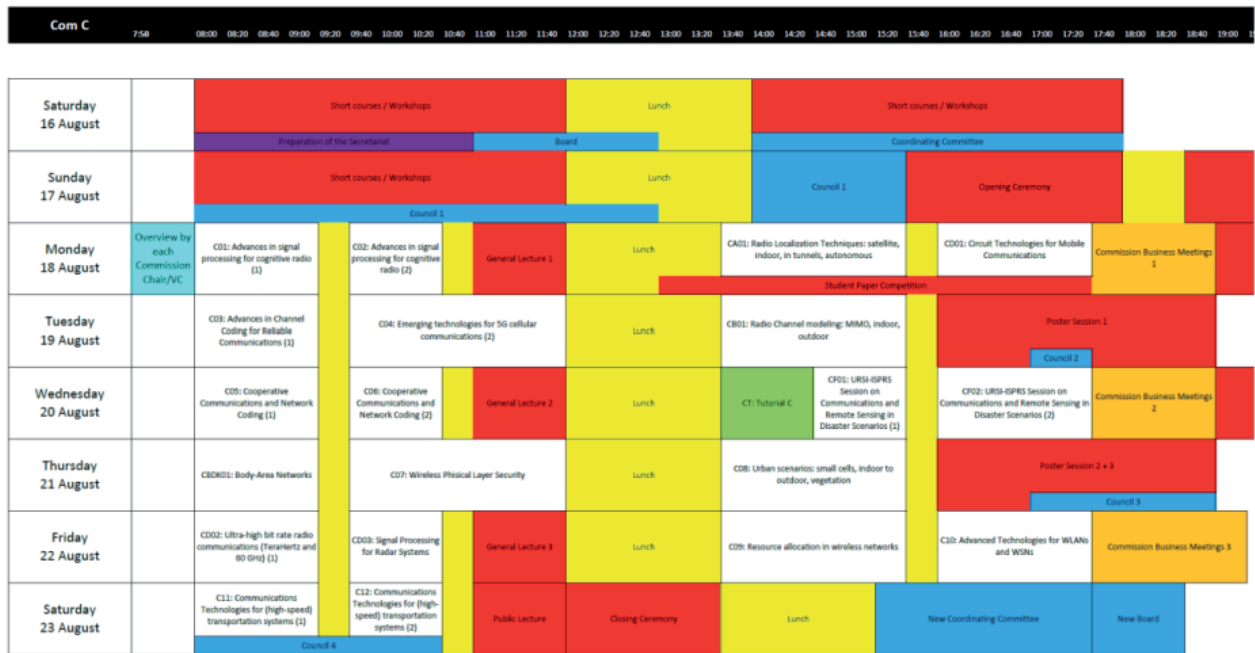 Com C
7:50 08:00 08:20 08:40 09:00 09:20 09:40 10:00 10:20 10:40 11:00 11:20 11:40 12:00 12:20 12:40 13:00 13:20 13:40 14:00 14:20 14:40 15:00 15:20 15:40 16:00 16:20 16:40 17:00 17:20 17:40 18:00 18:20 18:40 19:00
Saturday
16 August
Short courses / Workshops
Lunch
Short courses / Workshops
Preparation of the Secretariat
Board
Coordinating Committee
Sunday
17 August
Short courses / Workshops
Lunch
Council 1
Opening Ceremony
Council 1
Monday
18 August
Overview by
each
Commission
Chair/VC
C01: Advances in signal
processing for cognitive radio
(1)
C02: Advances in signal
processing for cognitive
radio (2)
General Lecture 1
Lunch
CA01: Radio Localization Techniques: satellite,
indoor, in tunnels, autonomous
CD01: Circuit Technologies for Mobile
Communications
Commission Business Meetings
1
Student Paper Competition
Tuesday
19 August
C03: Advances in Channel
Coding for Reliable
Communications (1)
C04: Emerging technologies for 5G cellular
communications (2)
Lunch
CB01: Radio Channel modeling: MIMO, indoor,
outdoor
Poster Session 1
Council 2
Wednesday
20 August
C05: Cooperative
Communications and Network
Coding (1)
C06: Cooperative
Communications and
Network Coding (2)
General Lecture 2
Lunch
CT: Tutorial C
CF01: URSI-ISPRS
Session on
Communications and
Remote Sensing in
Disaster Scenarios (1)
CF02: URSI-ISPRS Session on
Communications and Remote Sensing in
Disaster Scenarios (2)
Commission Business Meetings
2
Thursday
21 August
CBDK01: Body-Area Networks
C07: Wireless Phisical Layer Security
Lunch
C08: Urban scenarios: small cells, indoor to
outdoor, vegetation
Poster Session 2 + 3
Council 3
Friday
22 August
CD02: Ultra-high bit rate radio
communications (TeraHertz and
60 GHz) (1)
CD03: Signal Processing
for Radar Systems
General Lecture 3
Lunch
C09: Resource allocation in wireless networks
C10: Advanced Technologies for WLANs
and WSNs
Commission Business Meetings 3
Saturday
23 August
C11: Communications
Technologies for (high-speed)
transportation systems (1)
C12: Communications
Technologies for (high-
speed) transportation
systems (2)
Public Lecture
Closing Ceremony
Lunch
New Coordinating Committee
New Board
Council 4